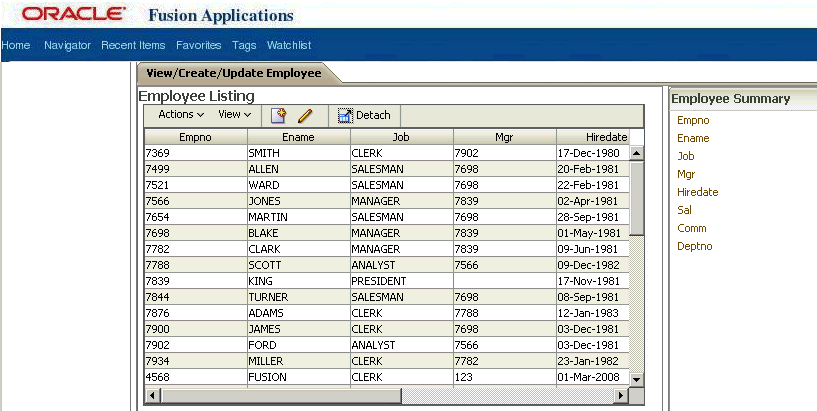 ORACLE Fusion Applications
Home Navigator Recent Items Favorites Tags Watchlist
View/Create/Update Employee
Employee Listing
Actions View Detach
Empno Ename Job Mgr Hiredate
7369 SMITH CLERK 7902 17-Dec-1980
7499 ALLEN SALESMAN 7698 20-Feb-1981
7521 WARD SALESMAN 7698 22-Feb-1981
7566 JONES MANAGER 7839 02-Apr-1981
7654 MARTIN SALESMAN 7698 28-Sep-1981
7698 BLAKE MANAGER 7839 01-May-1981
7782 CLARK MANAGER 7839 09-Jun-1981
7788 SCOTT ANALYST 7566 09-Dec-1982
7839 KING PRESIDENT 17-Nov-1981
7844 TURNER SALESMAN 7698 08-Sep-1981
7876 ADAMS CLERK 7788 12-Jan-1983
7900 JAMES CLERK 7698 03-Dec-1981
7902 FORD ANALYST 7566 03-Dec-1981
7934 MILLER CLERK 7782 23-Jan-1982
4568 FUSION CLERK 123 01-Mar-2008
Employee Summary
Empno
Ename
Job
Mgr
Hiredate
Sal
Comm
Deptno